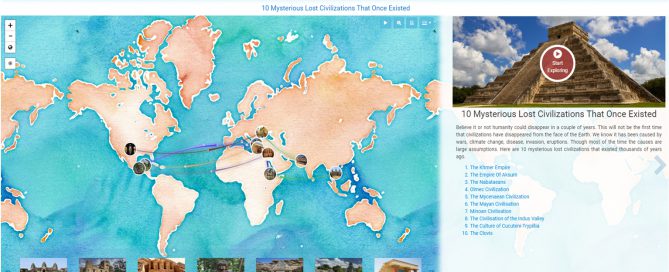 10 Mysterious Lost Civilizations That Once Existed
Start
Exploring
10 Mysterious Lost Civilizations That Once Existed
Believe it or not humanity could disappear in a couple of years. This will not be the first time
that civilizations have disappeared from the face of the Earth. We know it has been caused by
wars, climate change, disease, invasion, eruptions. Though most of the time the causes are
large assumptions. Here are 10 mysterious lost civilizations that existed thousands of years
ago.
1. The Khmer Empire
2. The Empire Of Aksum
3. The Nabataeans
4. Olmec Civilization
5. The Mycenaean Civilization
6. The Mayan Civilisation
7. Minoan Civilisation
8. The Civilisation of the Indus Valley
9. The Culture of Cucuteni Trypillia
10. The Clovis